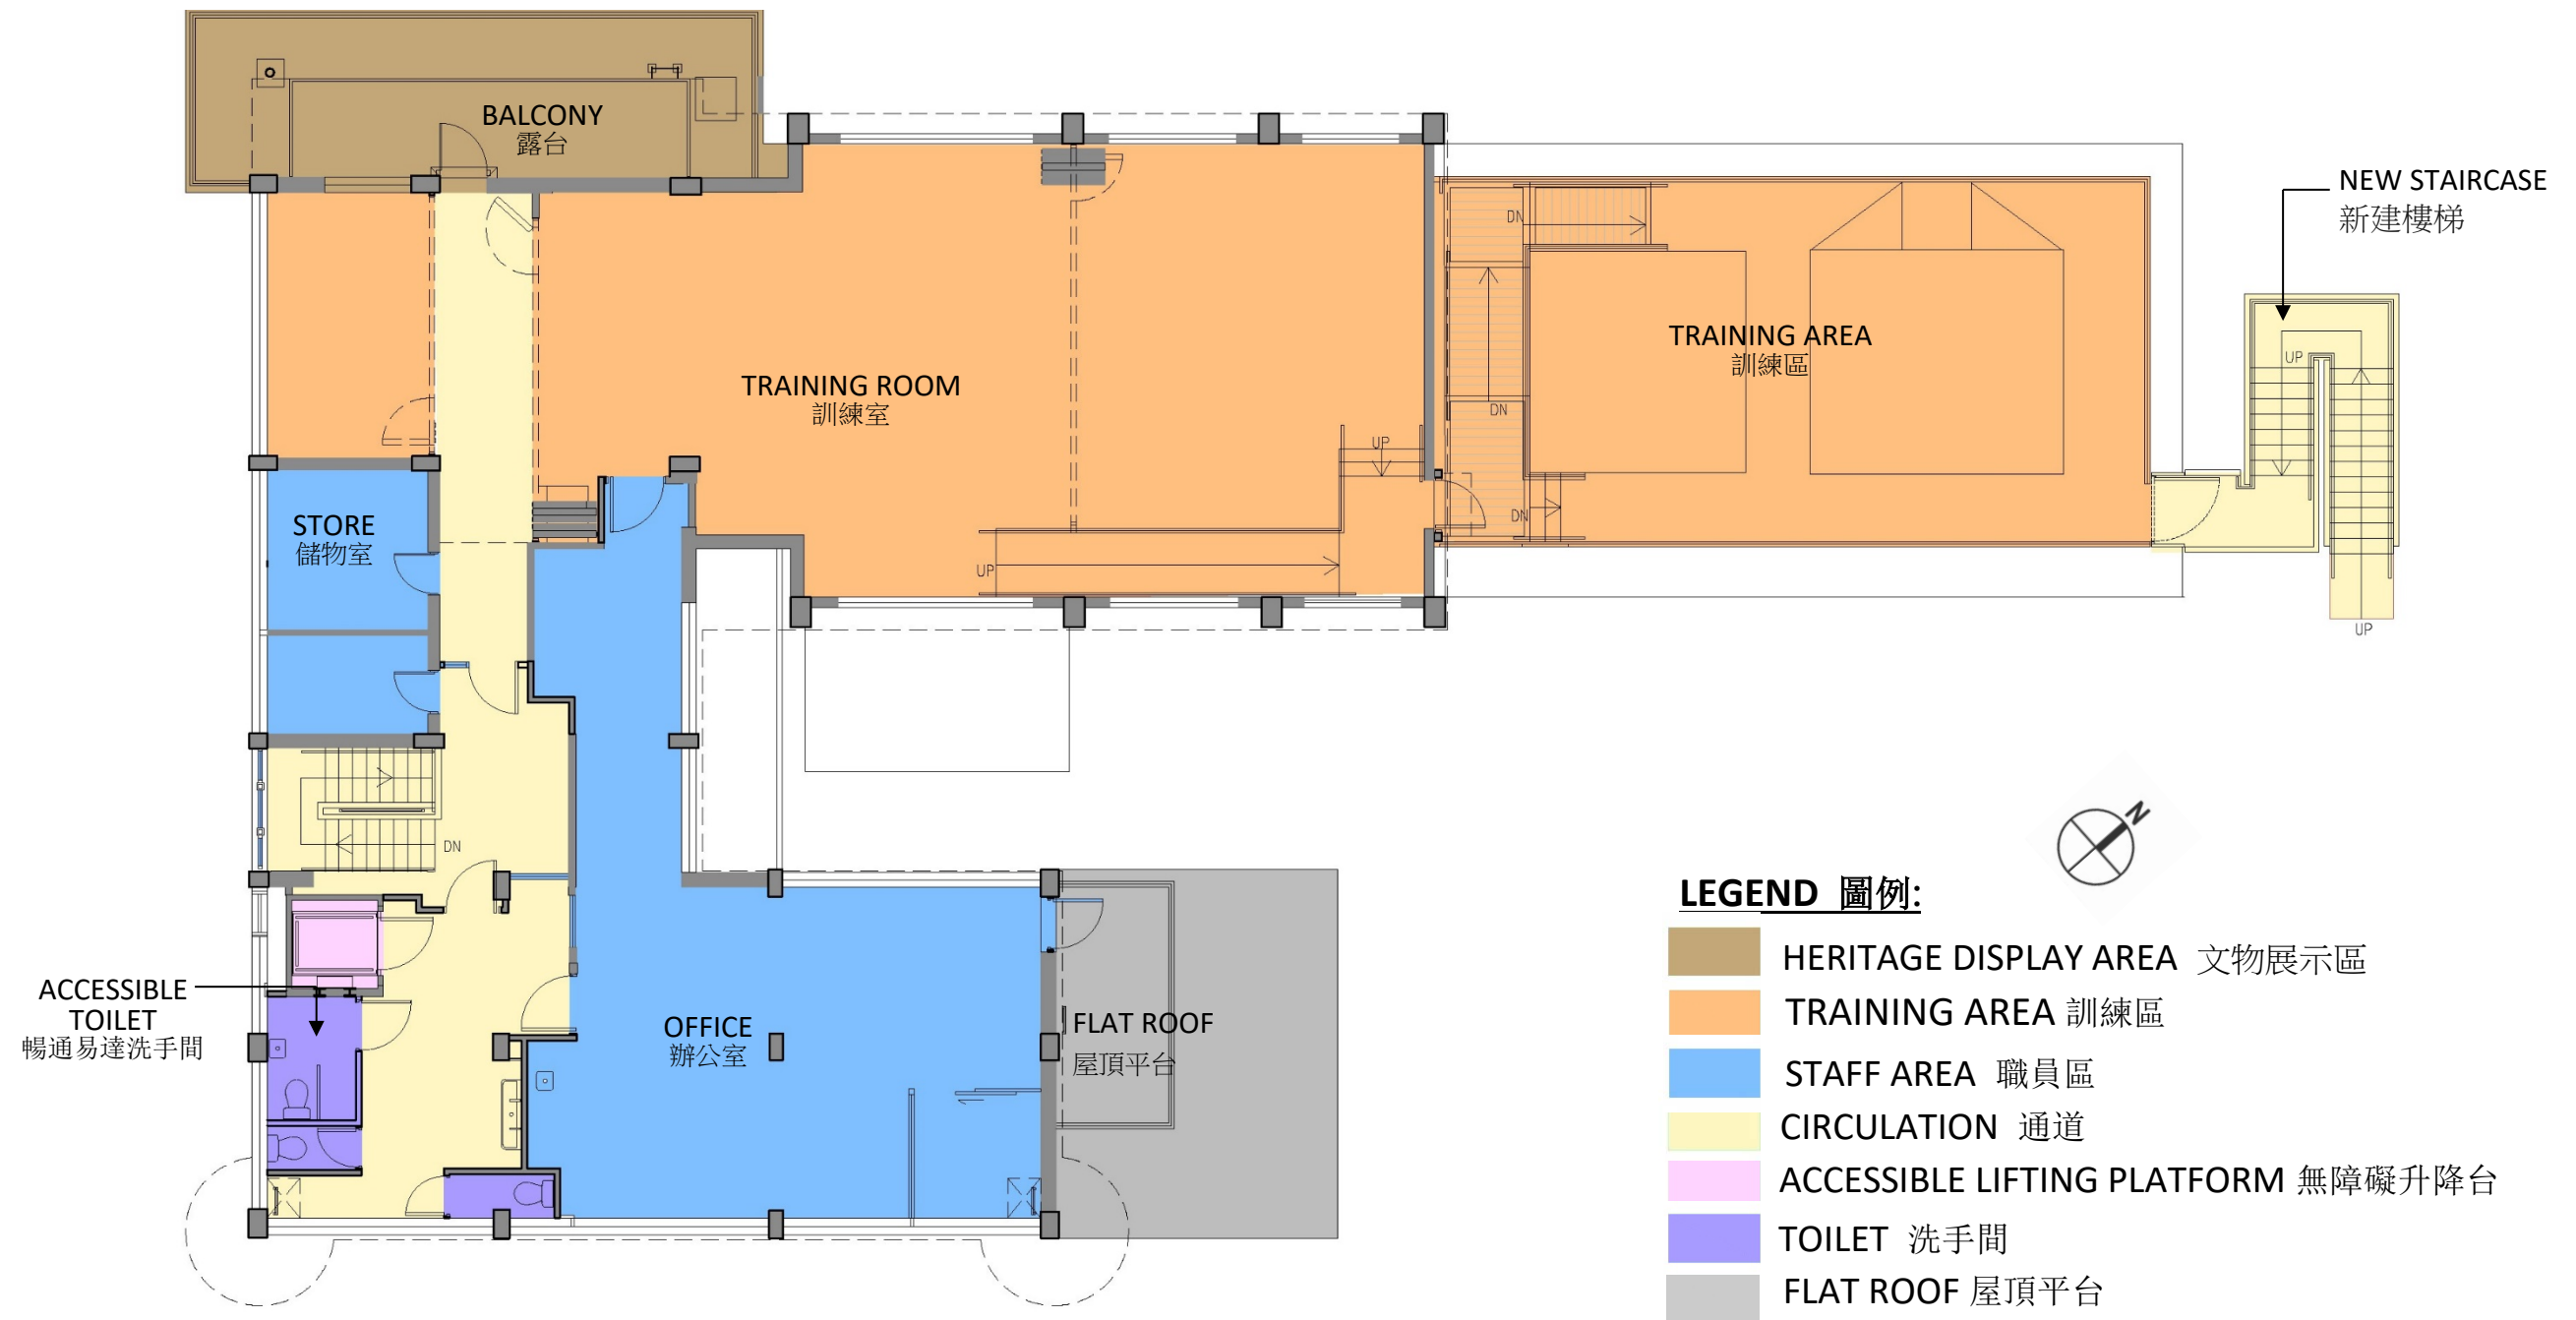 BALCONY
露台
NEW STAIRCASE
新建樓梯
DN
TRAINING AREA
訓練區
UP
TRAINING ROOM
訓練室
DN
UP
STORE
儲物室
DN
UP
UP
DN
N
ACCESSIBLE
TOILET
暢通易達洗手間
OFFICE
辦公室
FLAT ROOF
屋頂平台
LEGEND 圖例:
HERITAGE DISPLAY AREA 文物展示區
TRAINING AREA 訓練區
STAFF AREA 職員區
CIRCULATION 通道
ACCESSIBLE LIFTING PLATFORM 無障礙升降台
TOILET 洗手間
FLAT ROOF 屋頂平台